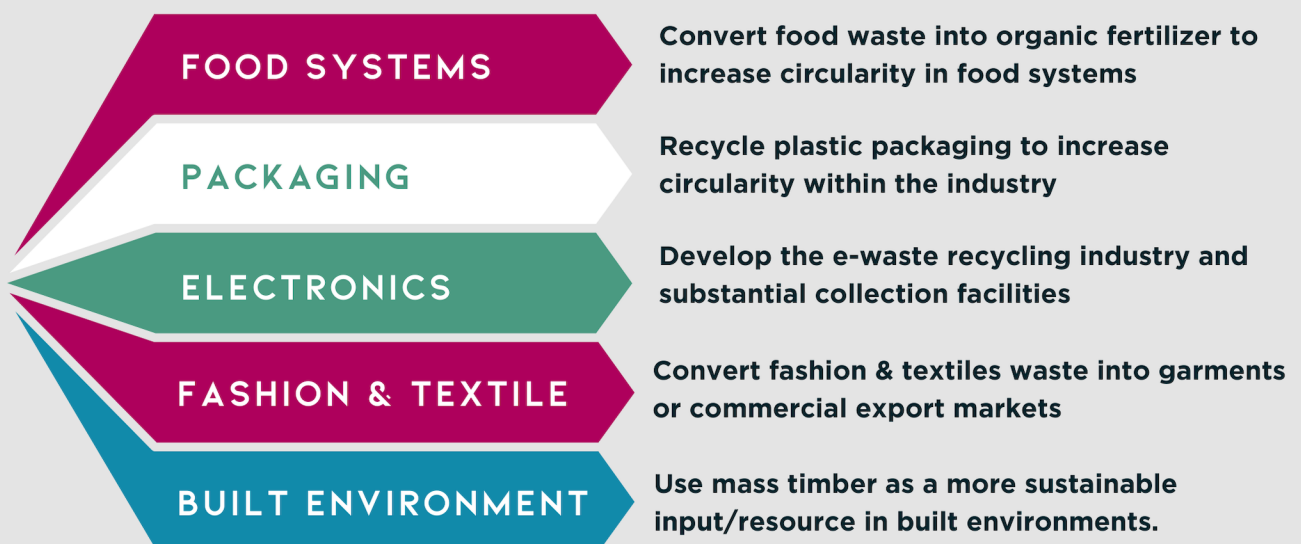 FOOD SYSTEMS
Convert food waste into organic fertilizer to
increase circularity in food systems
PACKAGING
Recycle plastic packaging to increase
circularity within the industry
ELECTRONICS
Develop the e-waste recycling industry and
substantial collection facilities
FASHION & TEXTILE
Convert fashion & textiles waste into garments
or commercial export markets
BUILT ENVIRONMENT
Use mass timber as a more sustainable
input/resource in built environments.